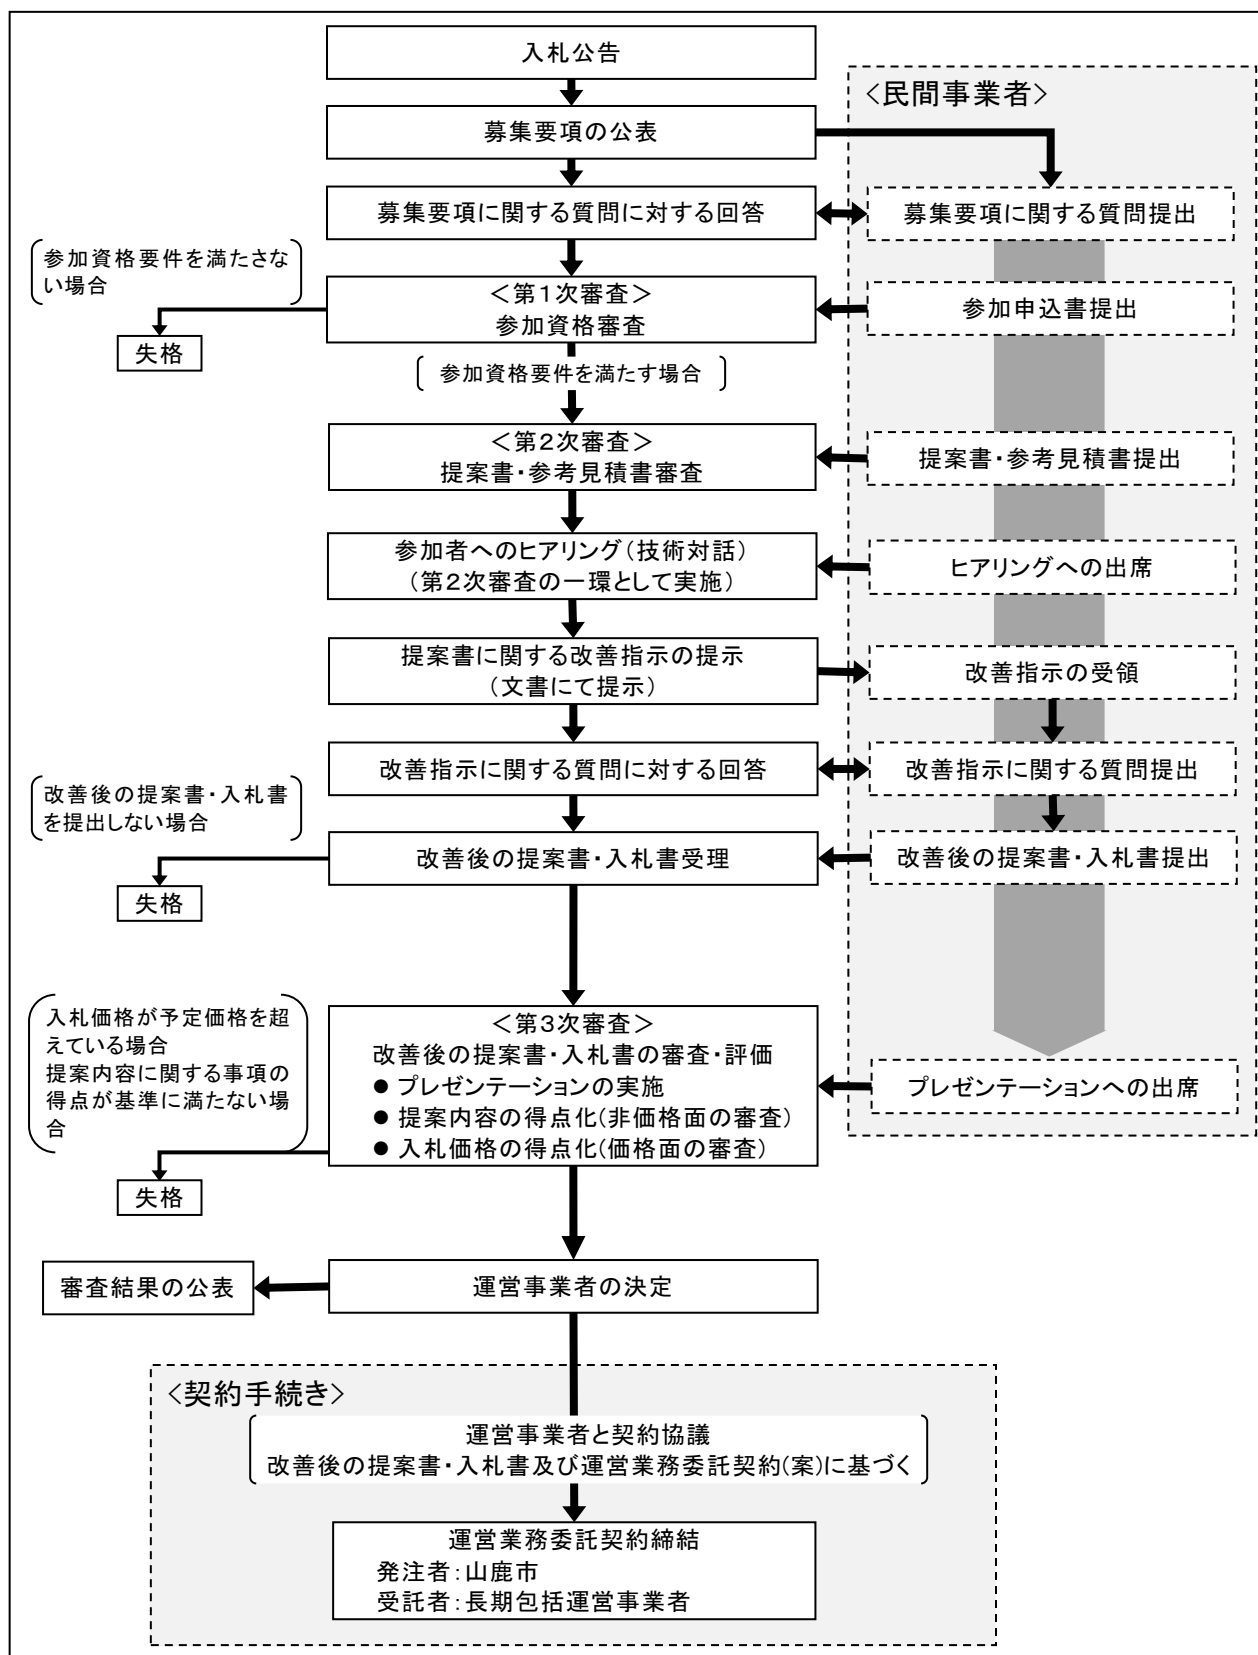 入札公告
<民間事業者>
募集要項の公表
募集要項に関する質問に対する回答
募集要項に関する質問提出
参加資格要件を満たさな
い場合
<第1次審査>
参加資格審査
参加申込書提出
失格
参加資格要件を満たす場合
<第2次審査>
提案書・参考見積書審査
提案書・参考見積書提出
参加者へのヒアリング(技術対話)
(第2次審査の一環として実施)
ヒアリングへの出席
提案書に関する改善指示の提示
(文書にて提示)
改善指示の受領
改善指示に関する質問に対する回答
改善指示に関する質問提出
改善後の提案書・入札書
を提出しない場合
改善後の提案書・入札書受理
改善後の提案書・入札書提出
失格
入札価格が予定価格を超
えている場合
提案内容に関する事項の
得点が基準に満たない場
合
<第3次審査>
改善後の提案書・入札書の審査・評価
● プレゼンテーションの実施
● 提案内容の得点化(非価格面の審査)
● 入札価格の得点化(価格面の審査)
プレゼンテーションへの出席
失格
審査結果の公表
運営事業者の決定
<契約手続き>
運営事業者と契約協議
改善後の提案書・入札書及び運営業務委託契約(案)に基づく
運営業務委託契約締結
発注者:山鹿市
受託者:長期包括運営事業者